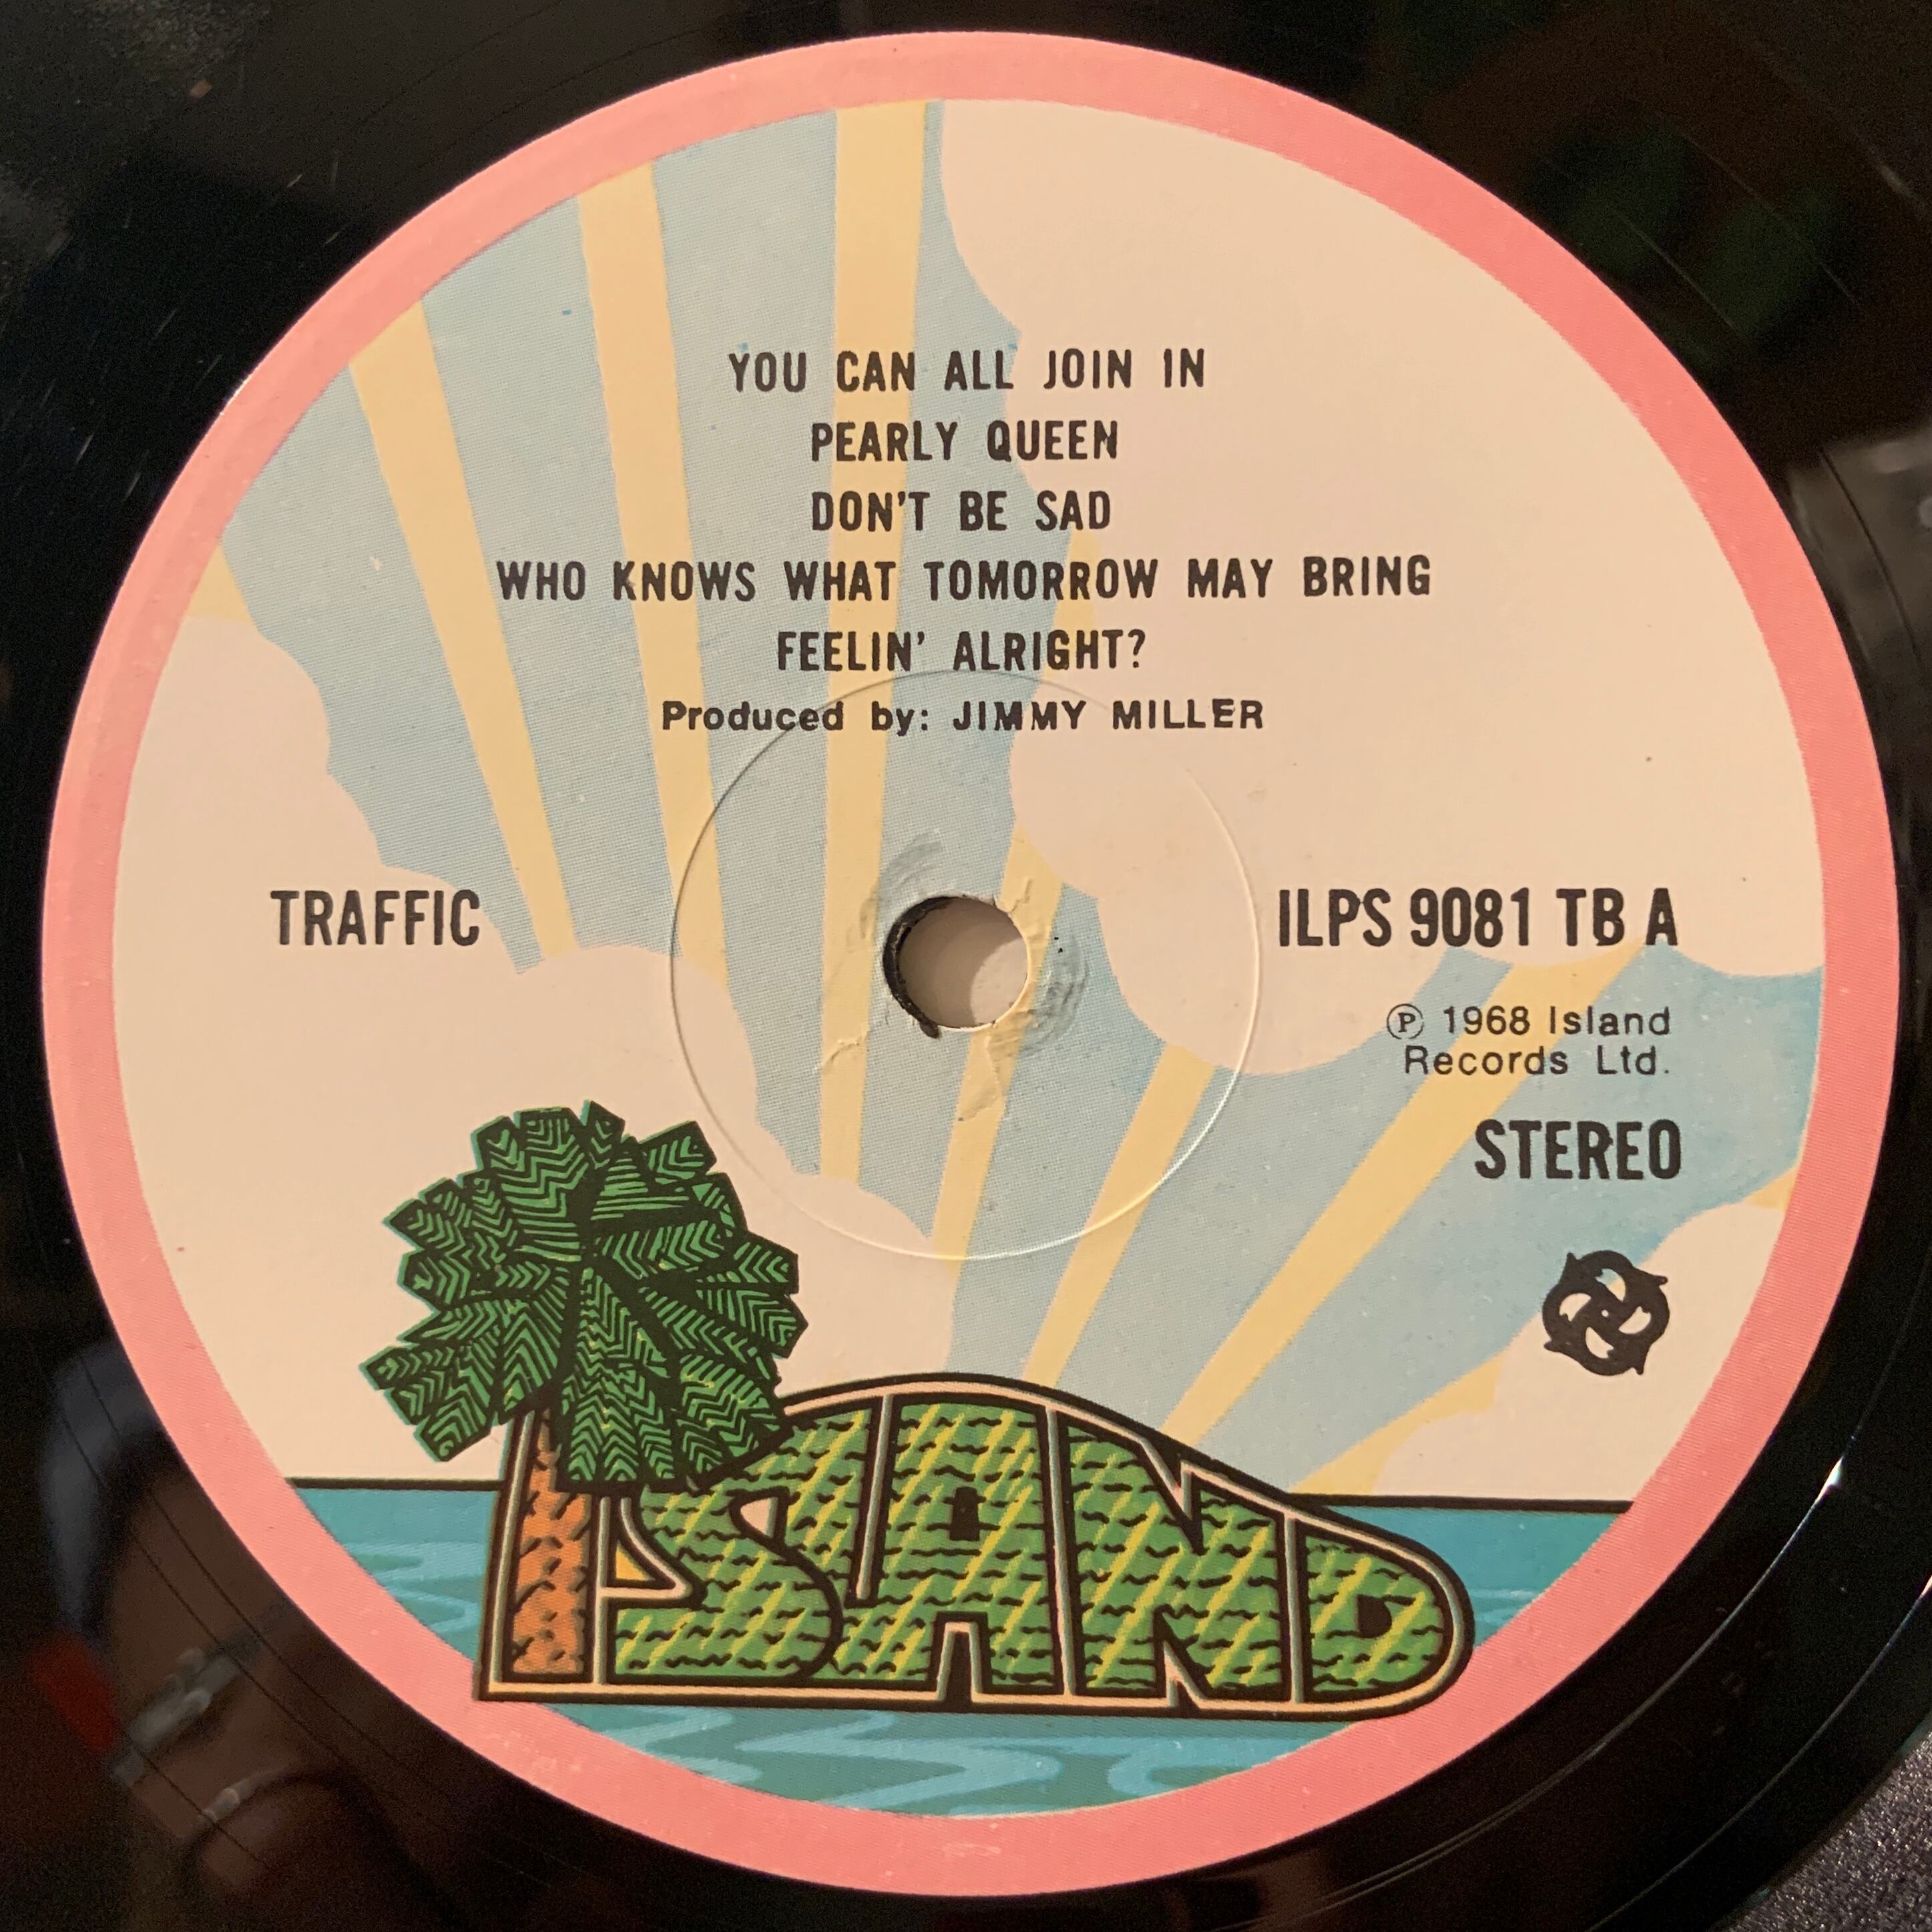 YOU CAN ALL JOIN IN
PEARLY QUEEN
DON'T BE SAD
WHO KNOWS WHAT TOMORROW MAY BRING
FEELIN' ALRIGHT?
Produced by: JIMMY MILLER
TRAFFIC
ILPS 9081 TB A
℗ 1968 Island
Records Ltd.
STEREO
ISLAND